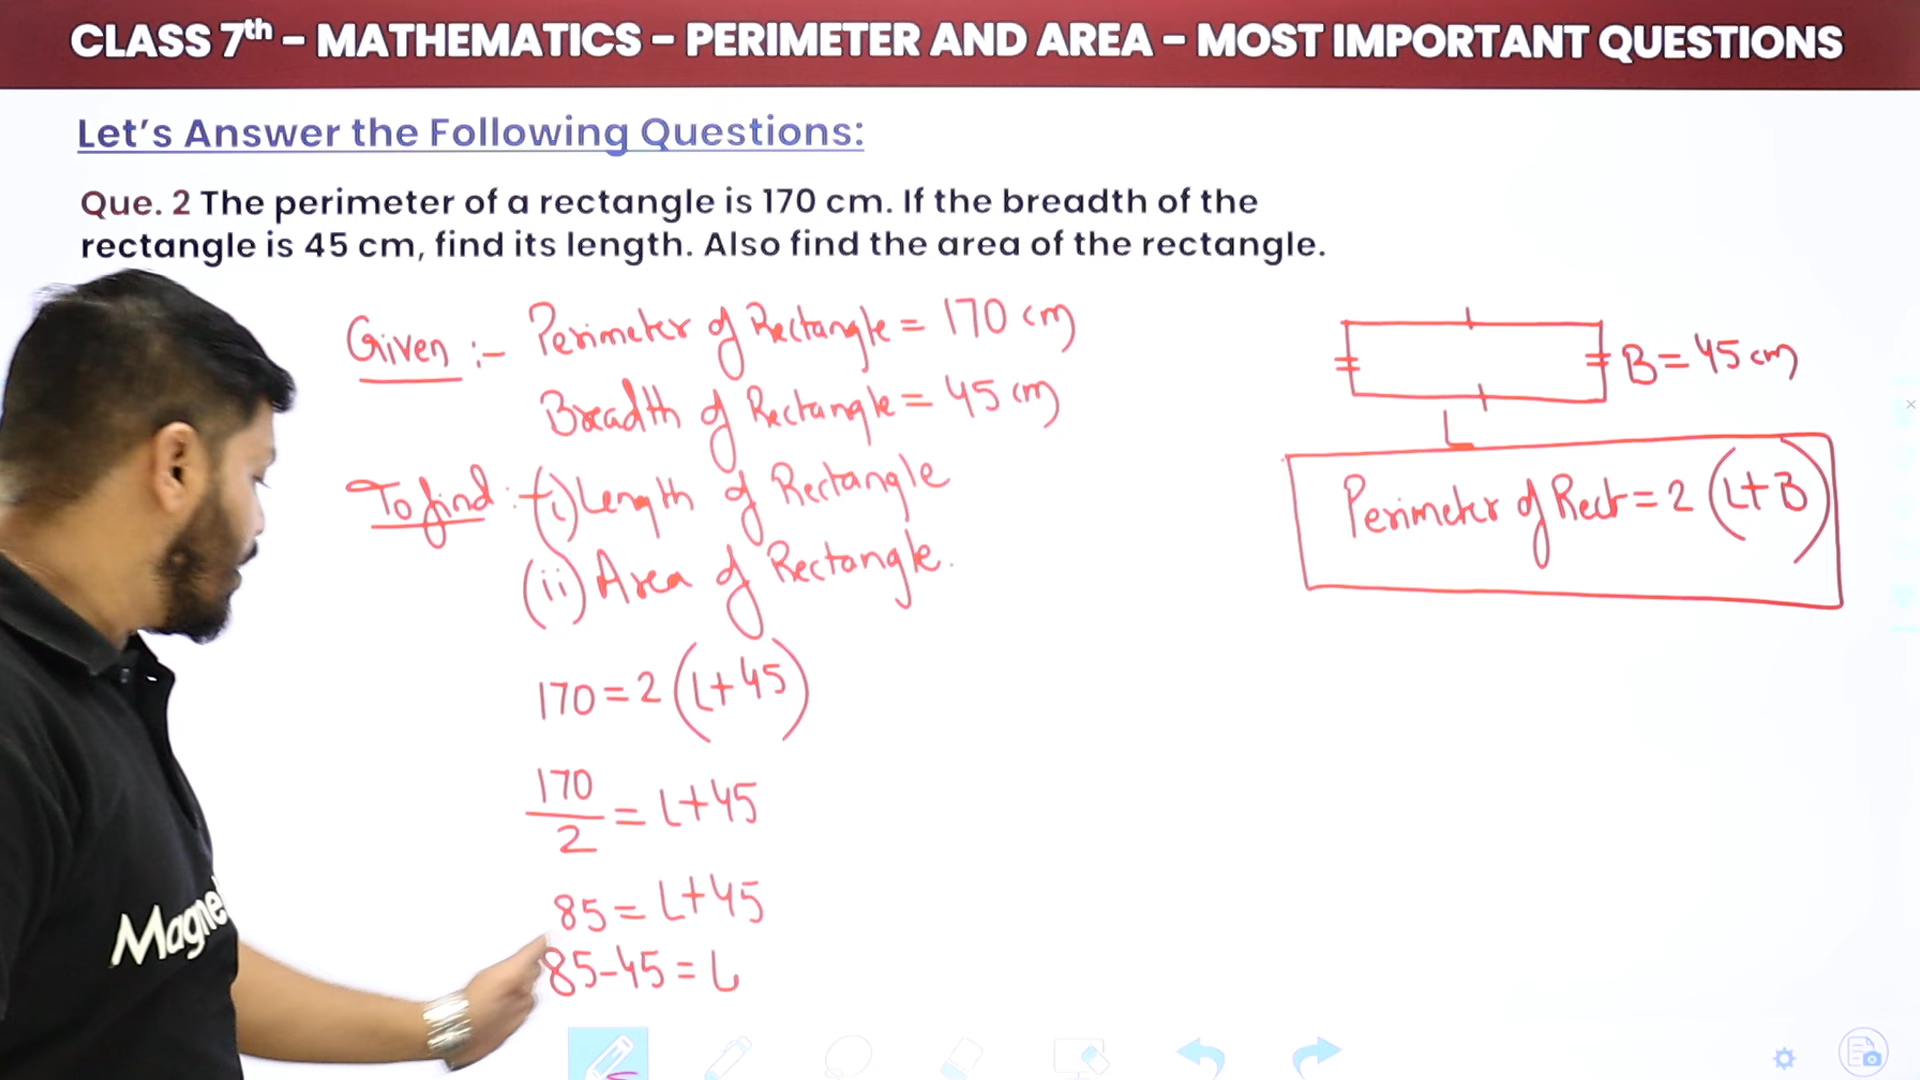 CLASS 7th – MATHEMATICS – PERIMETER AND AREA – MOST IMPORTANT QUESTIONS
Let's Answer the Following Questions:
Que. 2 The perimeter of a rectangle is 170 cm. If the breadth of the
rectangle is 45 cm, find its length. Also find the area of the rectangle.
Given :- Perimeter of Rectangle = 170 cm
Breadth of Rectangle = 45 cm
To find :- (i) Length of Rectangle
(ii) Area of Rectangle.
170 = 2 (L+45)
170/2 = L+45
85 = L+45
85-45 = L
B = 45 cm
L
Perimeter of Rect = 2 (L+B)
Magne